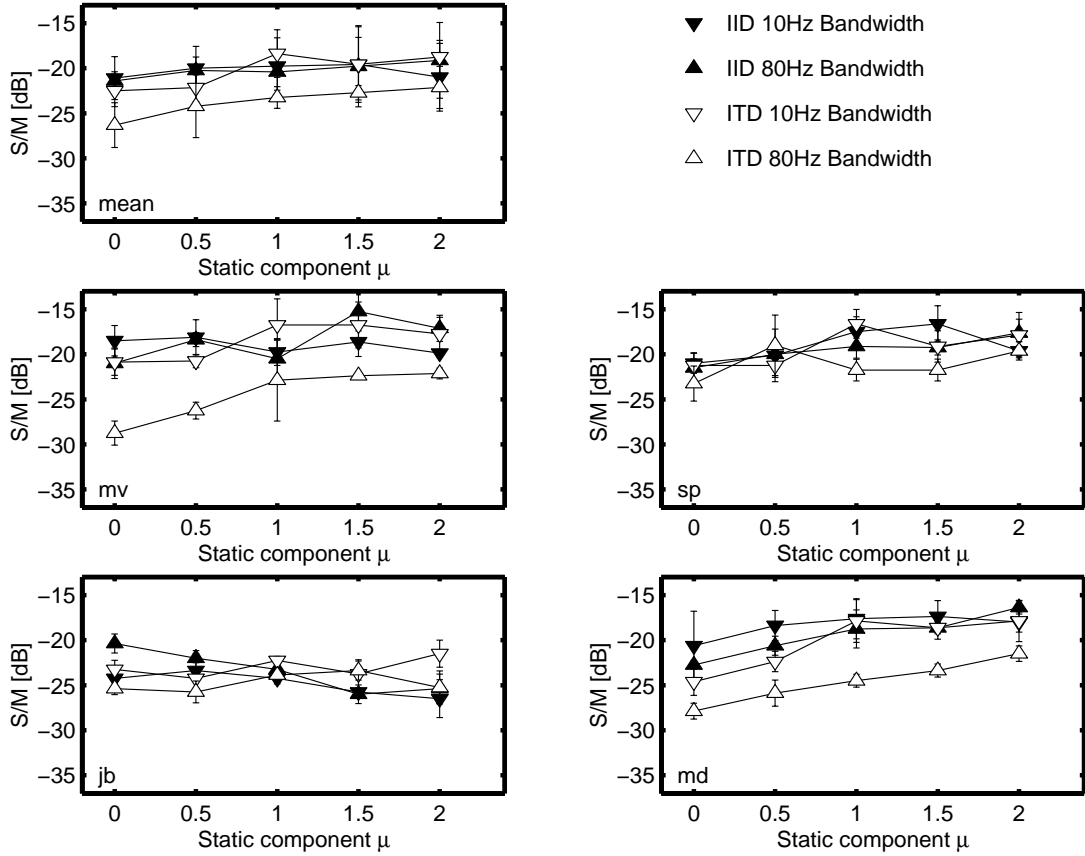 −15
−20
−25
−30
−35
S/M [dB]
mean
0 0.5 1 1.5 2
Static component μ
IID 10Hz Bandwidth
IID 80Hz Bandwidth
ITD 10Hz Bandwidth
ITD 80Hz Bandwidth
−15
−20
−25
−30
−35
S/M [dB]
mv
0 0.5 1 1.5 2
Static component μ
−15
−20
−25
−30
−35
S/M [dB]
sp
0 0.5 1 1.5 2
Static component μ
−15
−20
−25
−30
−35
S/M [dB]
jb
0 0.5 1 1.5 2
Static component μ
−15
−20
−25
−30
−35
S/M [dB]
md
0 0.5 1 1.5 2
Static component μ